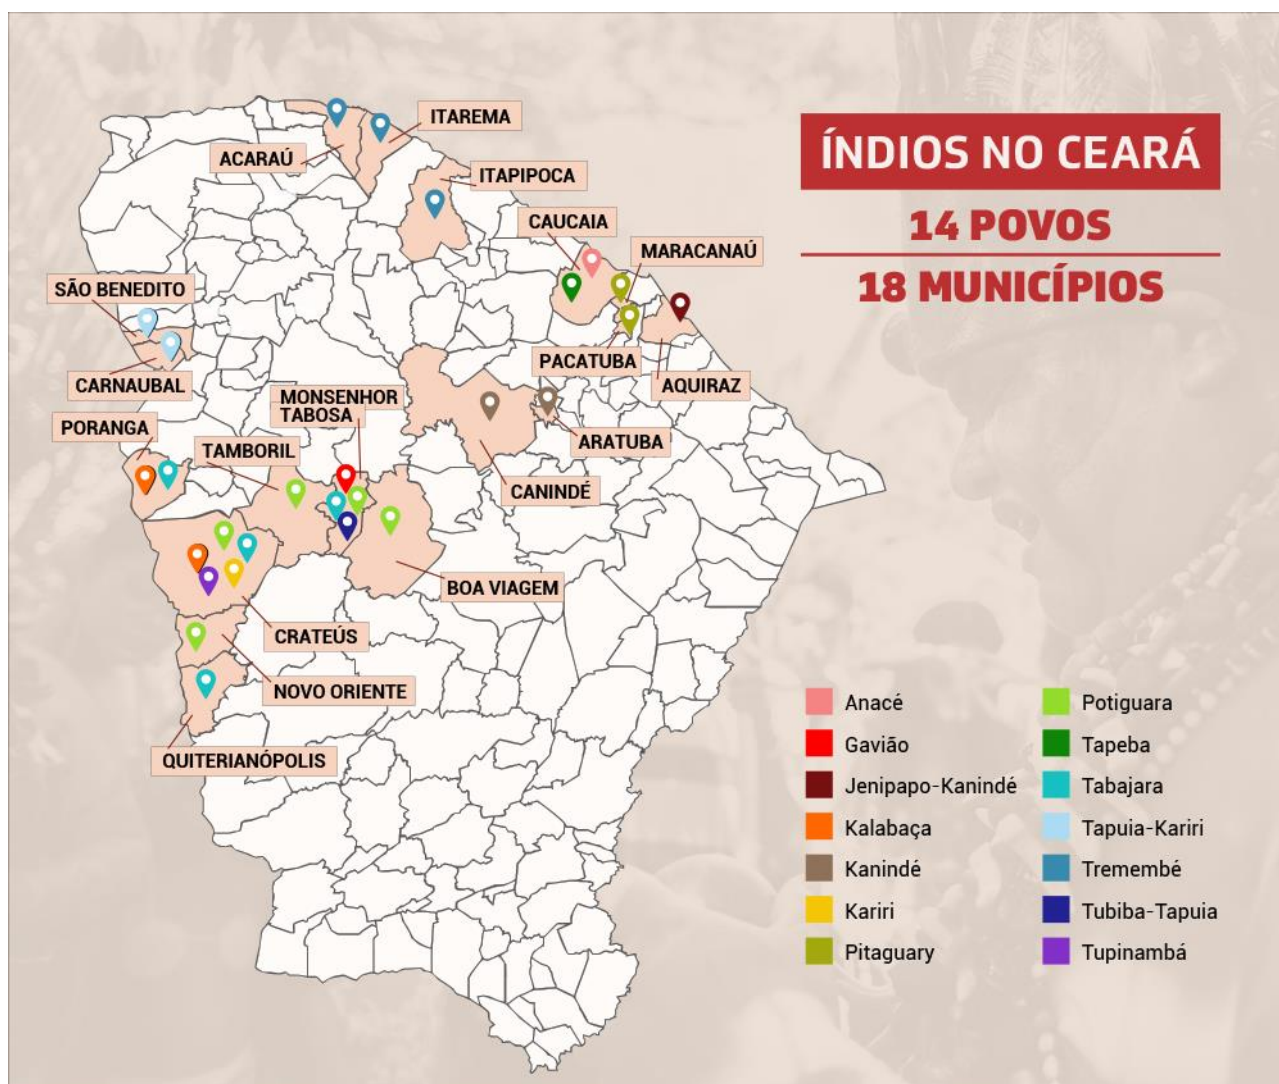 ÍNDIOS NO CEARÁ
14 POVOS
18 MUNICÍPIOS
ITAREMA
ACARAÚ
ITAPIPOCA
CAUCAIA
MARACANAÚ
SÃO BENEDITO
PACATUBA
CARNAUBAL
AQUIRAZ
MONSENHOR
TABOSA
PORANGA
ARATUBA
TAMBORIL
CANINDÉ
BOA VIAGEM
CRATEÚS
NOVO ORIENTE
QUITERIANÓPOLIS
Anacé
Gavião
Jenipapo-Kanindé
Kalabaça
Kanindé
Kariri
Pitaguary
Potiguara
Tapeba
Tabajara
Tapuia-Kariri
Tremembé
Tubiba-Tapuia
Tupinambá